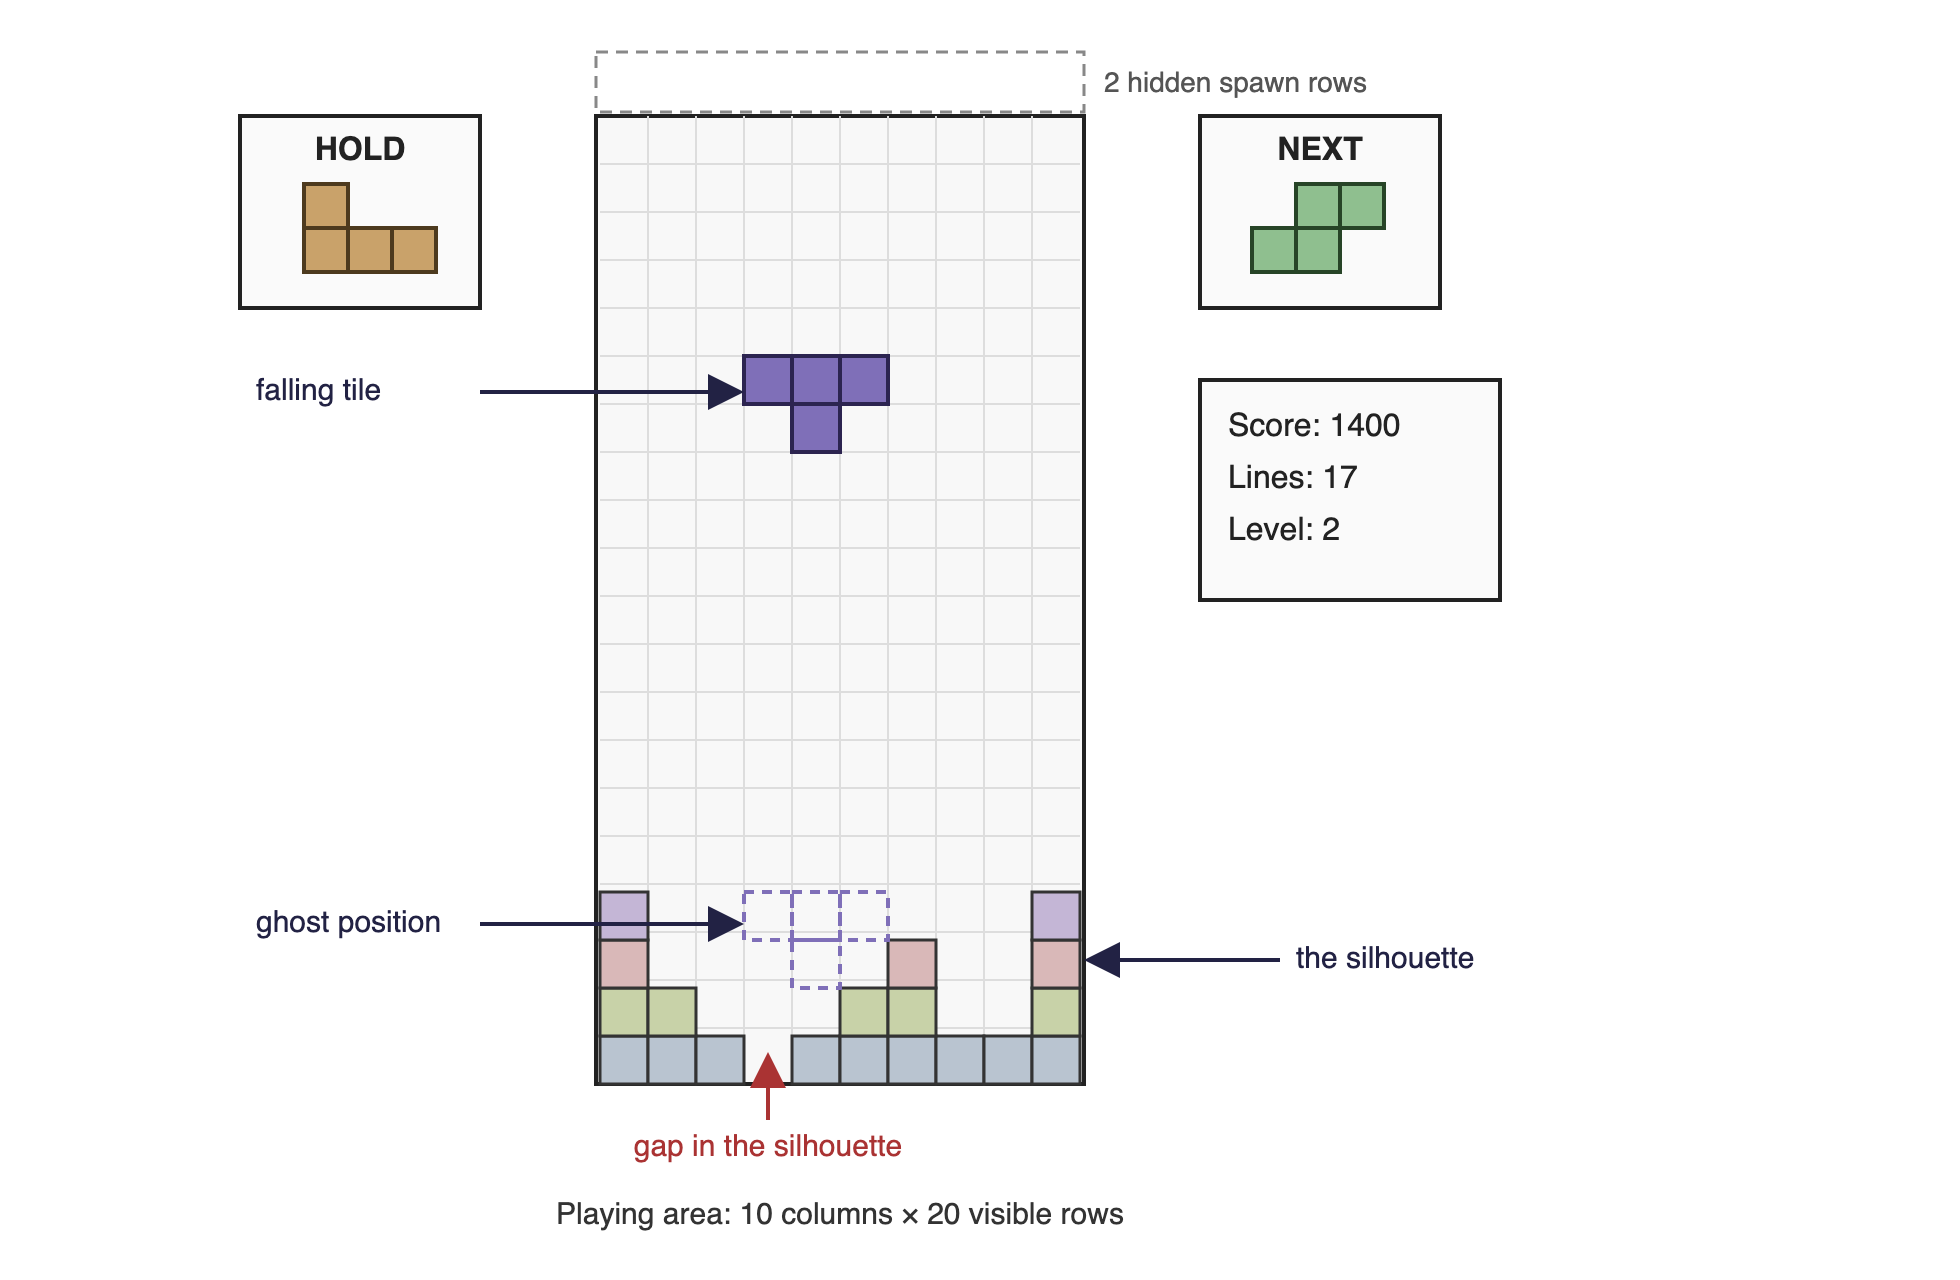 2 hidden spawn rows
HOLD
NEXT
falling tile
Score: 1400
Lines: 17
Level: 2
ghost position
the silhouette
gap in the silhouette
Playing area: 10 columns × 20 visible rows